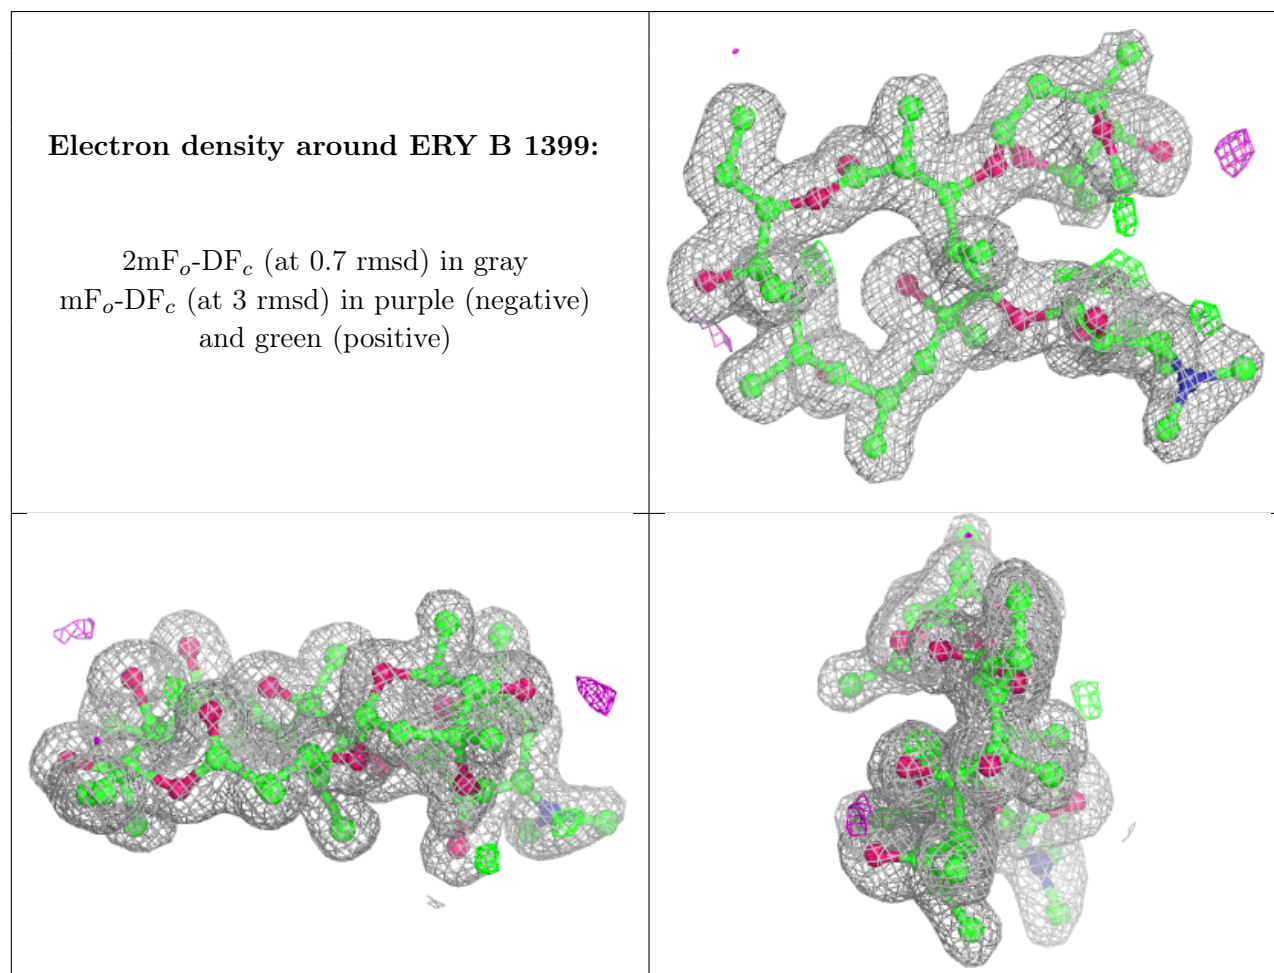 Electron density around ERY B 1399:
2mFₒ-DF𝒸 (at 0.7 rmsd) in gray
mFₒ-DF𝒸 (at 3 rmsd) in purple (negative)
and green (positive)